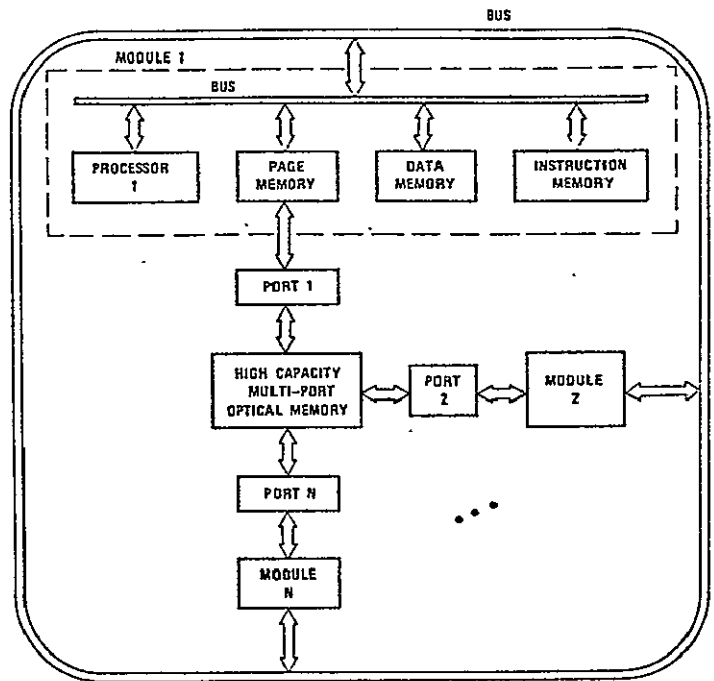 BUS
MODULE 1
BUS
PROCESSOR
1
PAGE
MEMORY
DATA
MEMORY
INSTRUCTION
MEMORY
PORT 1
HIGH CAPACITY
MULTI-PORT
OPTICAL MEMORY
PORT
2
MODULE
2
PORT N
MODULE
N